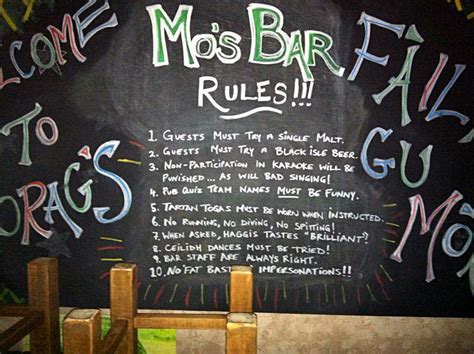 WELCOME
TO
MORAG'S
MO'S BAR
RULES!!!
1. GUESTS MUST TRY A SINGLE MALT.
2. GUESTS MUST TRY A BLACK ISLE BEER.
3. NON-PARTICIPATION IN KARAOKE WILL BE
PUNISHED... AS WILL BAD SINGING!
4. PUB QUIZ TEAM NAMES MUST BE FUNNY.
5. TARTAN TOGAS MUST BE WORN WHEN INSTRUCTED.
6. NO RUNNING, NO DIVING, NO SPITTING!
7. WHEN ASKED, HAGGIS TASTES "BRILLIANT"!
8. CEILIDH DANCES MUST BE TRIED!
9. BAR STAFF ARE ALWAYS RIGHT.
10. NO FAT BAST IMPERSONATIONS!!
FAIL
GU
MO